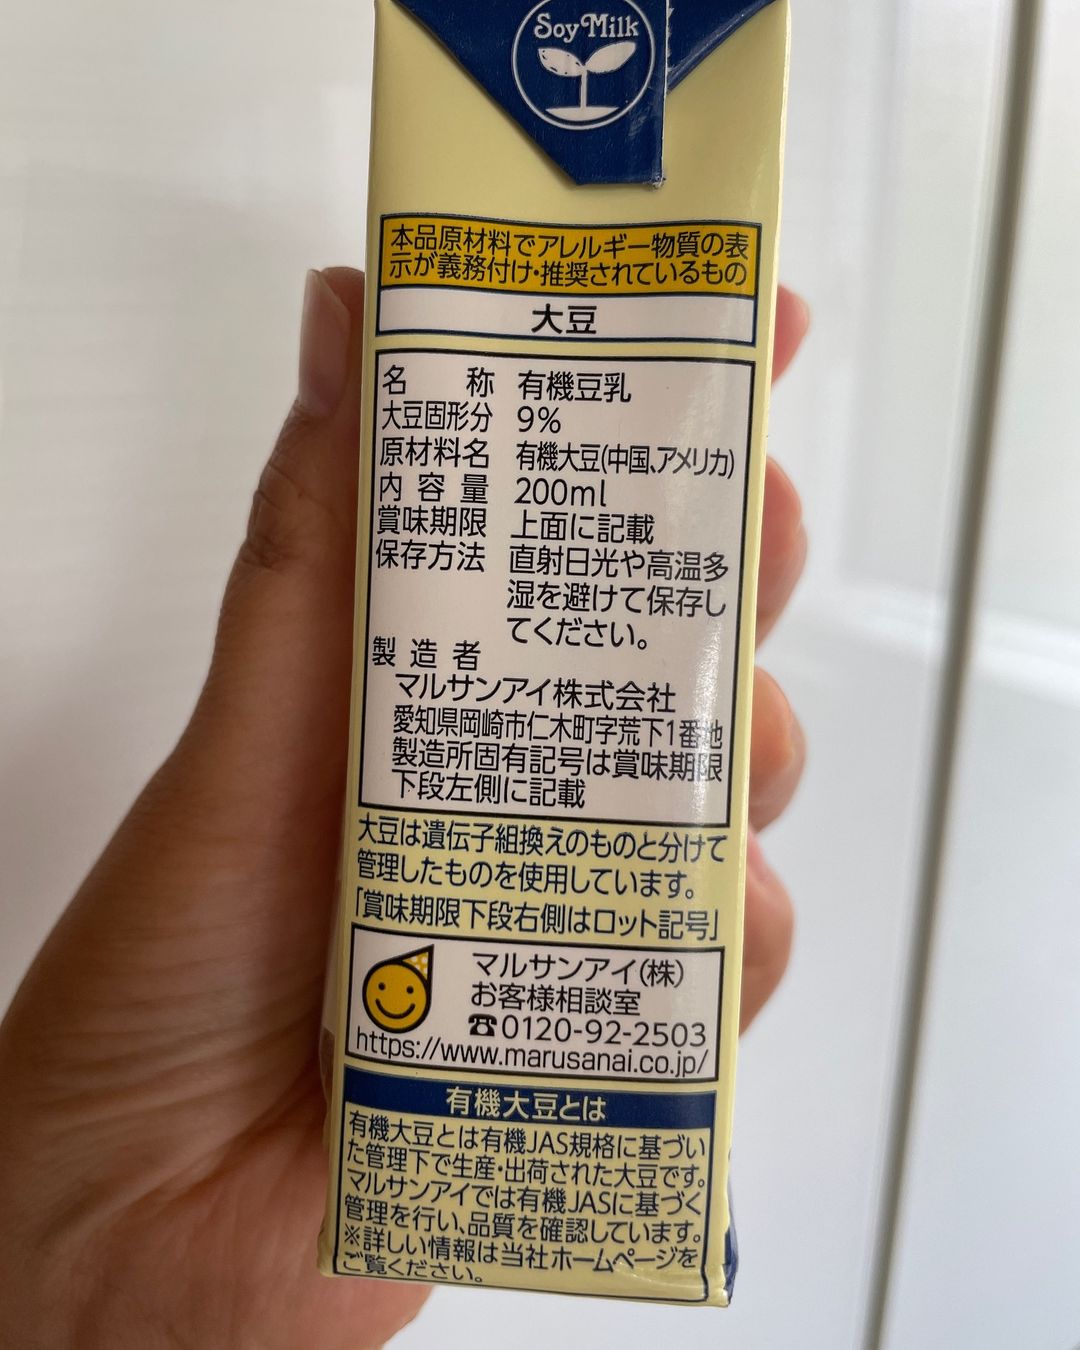 Soy Milk
本品原材料でアレルギー物質の表
示が義務付け・推奨されているもの
大豆
名称 有機豆乳
大豆固形分 9%
原材料名 有機大豆(中国、アメリカ)
内容量 200ml
賞味期限 上面に記載
保存方法 直射日光や高温多
湿を避けて保存し
てください。
製造者
マルサンアイ株式会社
愛知県岡崎市仁木町字荒下1番地
製造所固有記号は賞味期限
下段左側に記載
大豆は遺伝子組換えのものと分けて
管理したものを使用しています。
「賞味期限下段右側はロット記号」
マルサンアイ(株)
お客様相談室
☎0120-92-2503
https://www.marusanai.co.jp/
有機大豆とは
有機大豆とは有機JAS規格に基づい
た管理下で生産・出荷された大豆です。
マルサンアイでは有機JASに基づく
管理を行い、品質を確認しています。
※詳しい情報は当社ホームページを
ご覧ください。